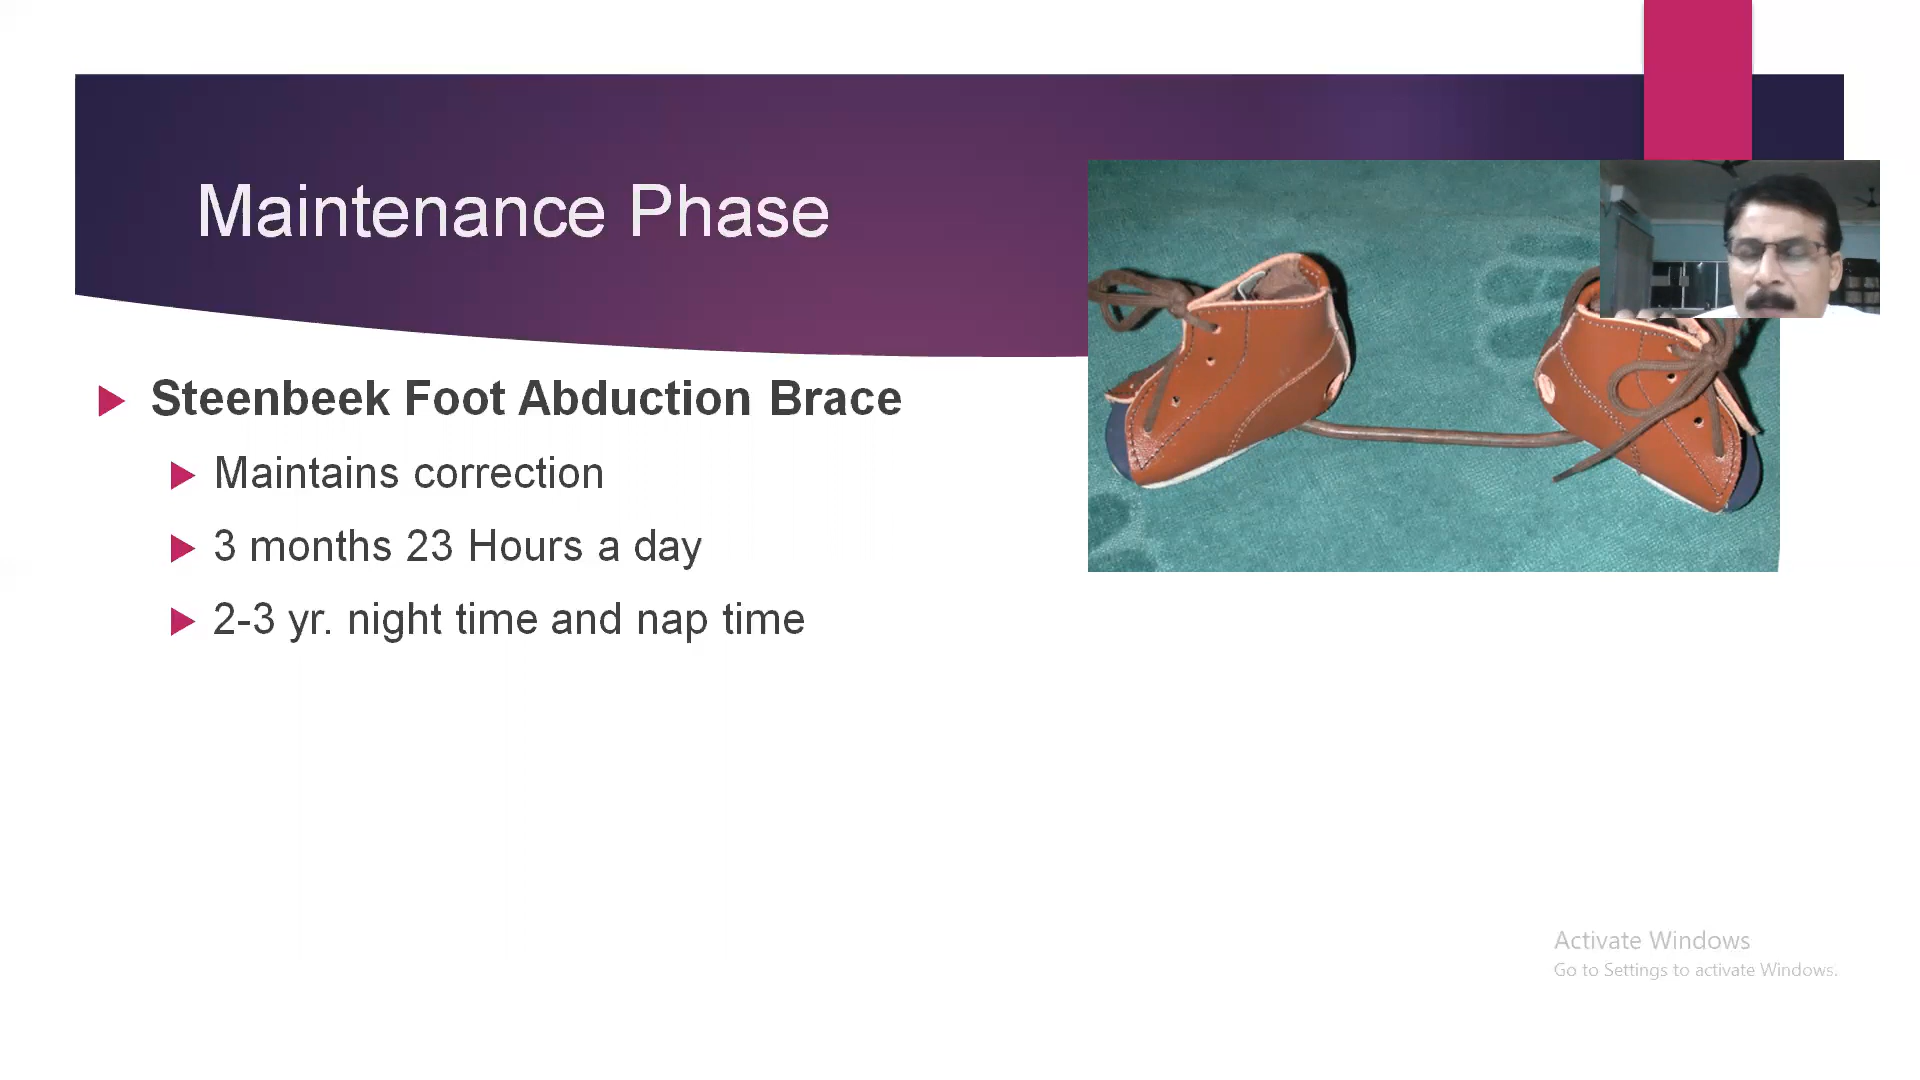 Maintenance Phase
Steenbeek Foot Abduction Brace
Maintains correction
3 months 23 Hours a day
2-3 yr. night time and nap time
Activate Windows
Go to Settings to activate Windows.